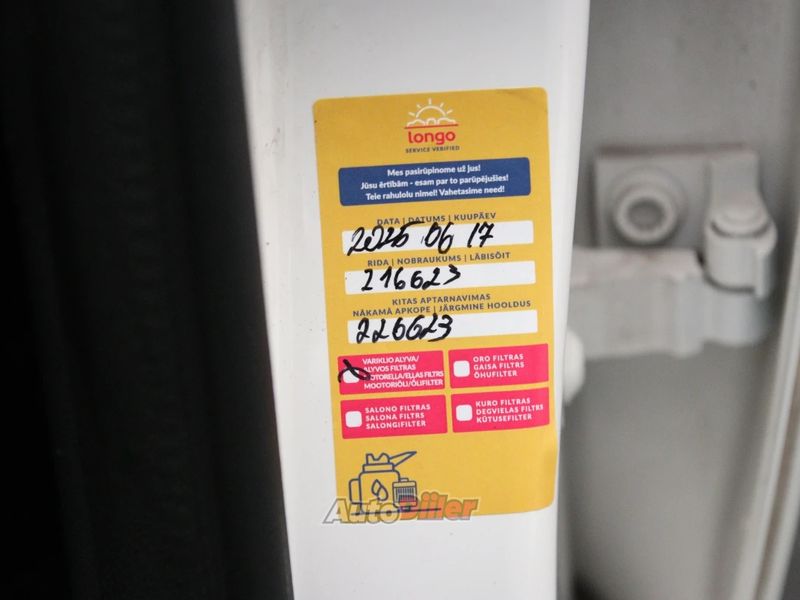 longo
SERVICE VERIFIED
Mes pasirūpinome už jus!
Jūsu ērtībām - esam par to parūpējušies!
Teie rahulolu nimel! Vahetasime need!
DATA | DATUMS | KUUPÄEV
2025 06 17
RIDA | NOBRAUKUMS | LÄBISÕIT
216623
KITAS APTARNAVIMAS
NĀKAMĀ APKOPE | JÄRGMINE HOOLDUS
226623
VARIKLIO ALYVA/
ALYVOS FILTRAS
MOTOREĻĻA/EĻĻAS FILTRS
MOOTORIÕLI/ÕLIFILTER
ORO FILTRAS
GAISA FILTRS
ÕHUFILTER
SALONO FILTRAS
SALONA FILTRS
SALONGIFILTER
KURO FILTRAS
DEGVIELAS FILTRS
KÜTUSEFILTER
AutoDiiler